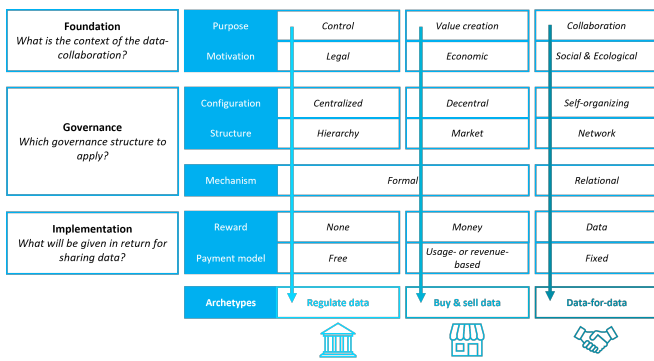 Foundation
What is the context of the data-
collaboration?
Purpose
Control
Value creation
Collaboration
Motivation
Legal
Economic
Social & Ecological
Governance
Which governance structure to
apply?
Configuration
Centralized
Decentral
Self-organizing
Structure
Hierarchy
Market
Network
Mechanism
Formal
Relational
Implementation
What will be given in return for
sharing data?
Reward
None
Money
Data
Payment model
Free
Usage- or revenue-
based
Fixed
Archetypes
Regulate data
Buy & sell data
Data-for-data